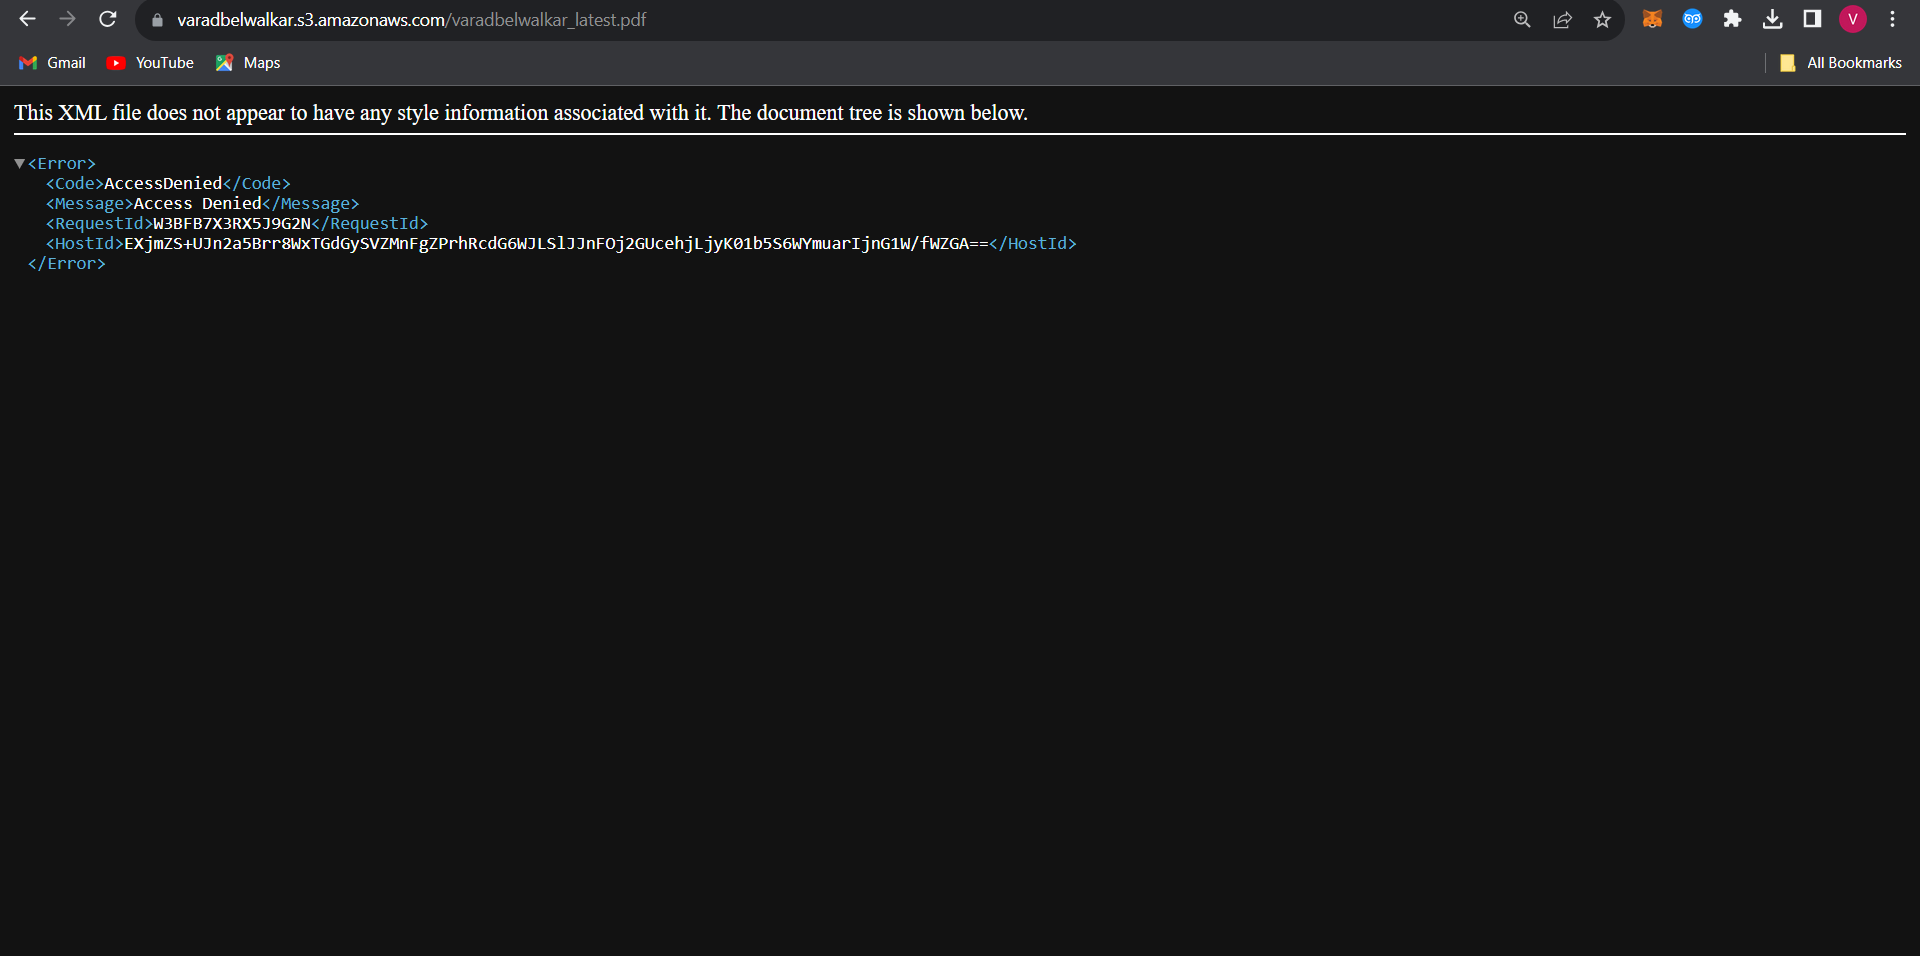 varadbelwalkar.s3.amazonaws.com/varadbelwalkar_latest.pdf
V
Gmail YouTube Maps All Bookmarks
This XML file does not appear to have any style information associated with it. The document tree is shown below.
▼<Error>
<Code>AccessDenied</Code>
<Message>Access Denied</Message>
<RequestId>W3BFB7X3RX5J9G2N</RequestId>
<HostId>EXjmZS+UJn2a5Brr8WxTGdGySVZMnFgZPrhRcdG6WJLSlJJnFOj2GUcehjLjyK01b5S6WYmuarIjnG1W/fWZGA==</HostId>
</Error>